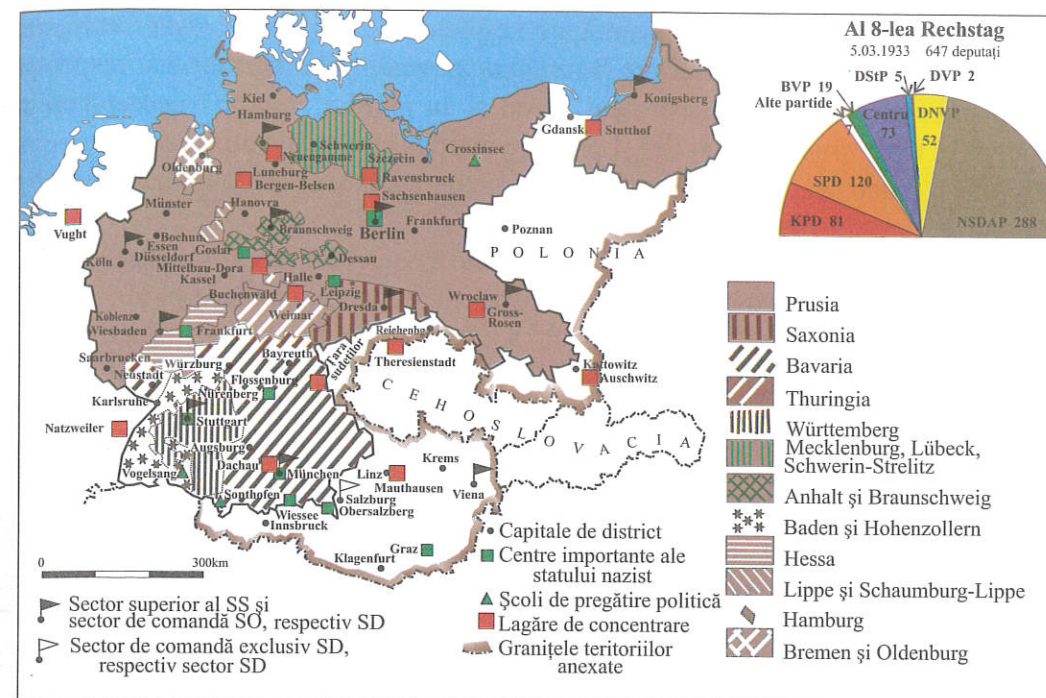 Al 8-lea Rechstag
5.03.1933 647 deputați
DStP 5
DVP 2
BVP 19
Alte partide
7
Centru
73
DNVP
52
SPD 120
KPD 81
NSDAP 288
Kiel
Hamburg
Konigsberg
Gdansk
Stutthof
Schwerin
Neuengamme
Szczecin
Crossinsee
Oldenburg
Luneburg
Bergen-Belsen
Ravensbruck
Sachsenhausen
Münster
Hanovra
Frankfurt
Vught
Braunschweig
Berlin
Poznan
Bochum
Essen
Goslar
Düsseldorf
Köln
Dessau
POLONIA
Mittelbau-Dora
Kassel
Halle
Leipzig
Buchenwald
Dresda
Wroclaw
Gross-
Rosen
Koblenz
Weimar
Wiesbaden
Frankfurt
Reichenbg.
Saarbrucken
Würzburg
Bayreuth
Țara
sudeților
Theresienstadt
Kattowitz
Auschwitz
Neustadt
Flossenburg
CEHOSLOVACIA
Karlsruhe
Nürenberg
Natzweiler
Stuttgart
Augsburg
Vogelsang
Dachau
München
Linz
Krems
Mauthausen
Viena
Sonthofen
Salzburg
Wiessee
Obersalzberg
Innsbruck
Graz
Klagenfurt
0
300km
Sector superior al SS și
sector de comandă SO, respectiv SD
Sector de comandă exclusiv SD,
respectiv sector SD
Capitale de district
Centre importante ale
statului nazist
Școli de pregătire politică
Lagăre de concentrare
Granițele teritoriilor
anexate
Prusia
Saxonia
Bavaria
Thuringia
Württemberg
Mecklenburg, Lübeck,
Schwerin-Strelitz
Anhalt și Braunschweig
Baden și Hohenzollern
Hessa
Lippe și Schaumburg-Lippe
Hamburg
Bremen și Oldenburg